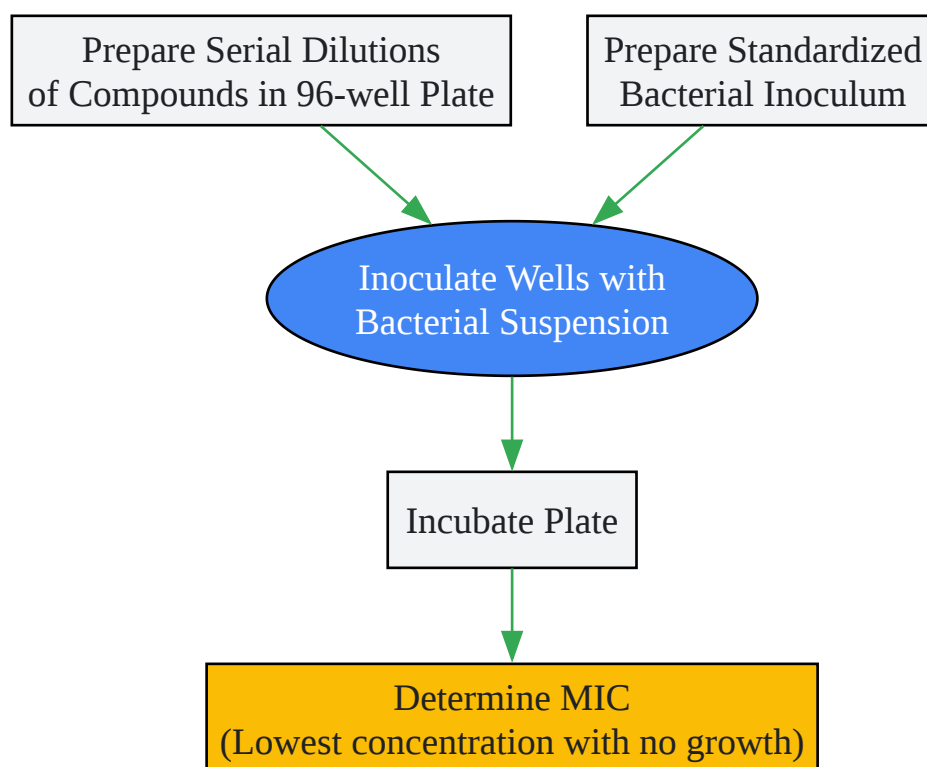 Prepare Serial Dilutions
of Compounds in 96-well Plate
Prepare Standardized
Bacterial Inoculum
Inoculate Wells with
Bacterial Suspension
Incubate Plate
Determine MIC
(Lowest concentration with no growth)